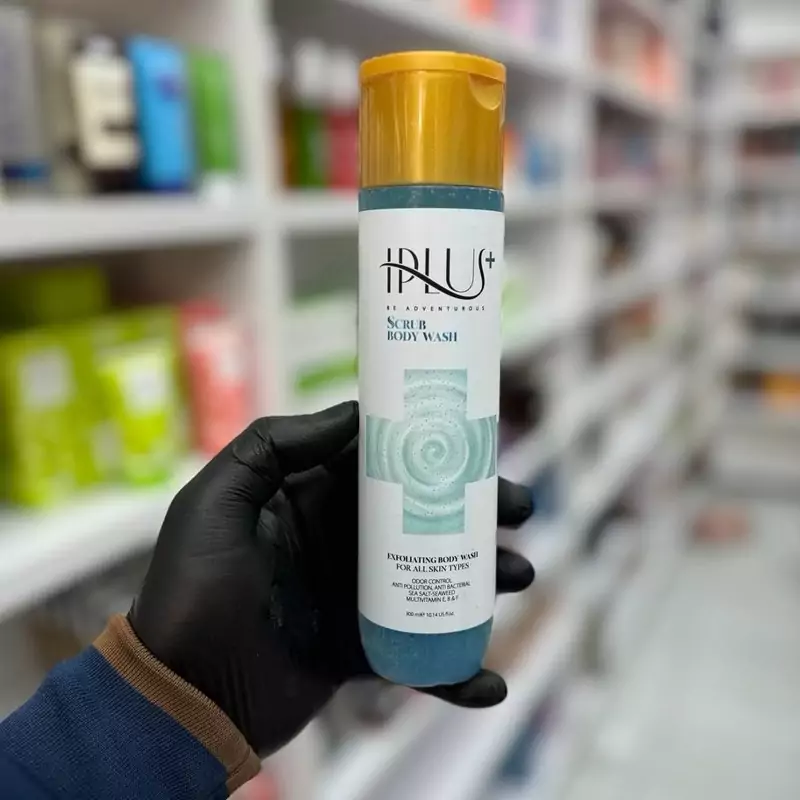 IPLUS+
BE ADVENTUROUS
SCRUB
BODY WASH
EXFOLIATING BODY WASH
FOR ALL SKIN TYPES
ODOR CONTROL
ANTI POLLUTION, ANTI BACTERIAL
SEA SALT-SEAWEED
MULTIVITAMIN E, B & F
300 ml℮ 10.14 US.fl.oz.